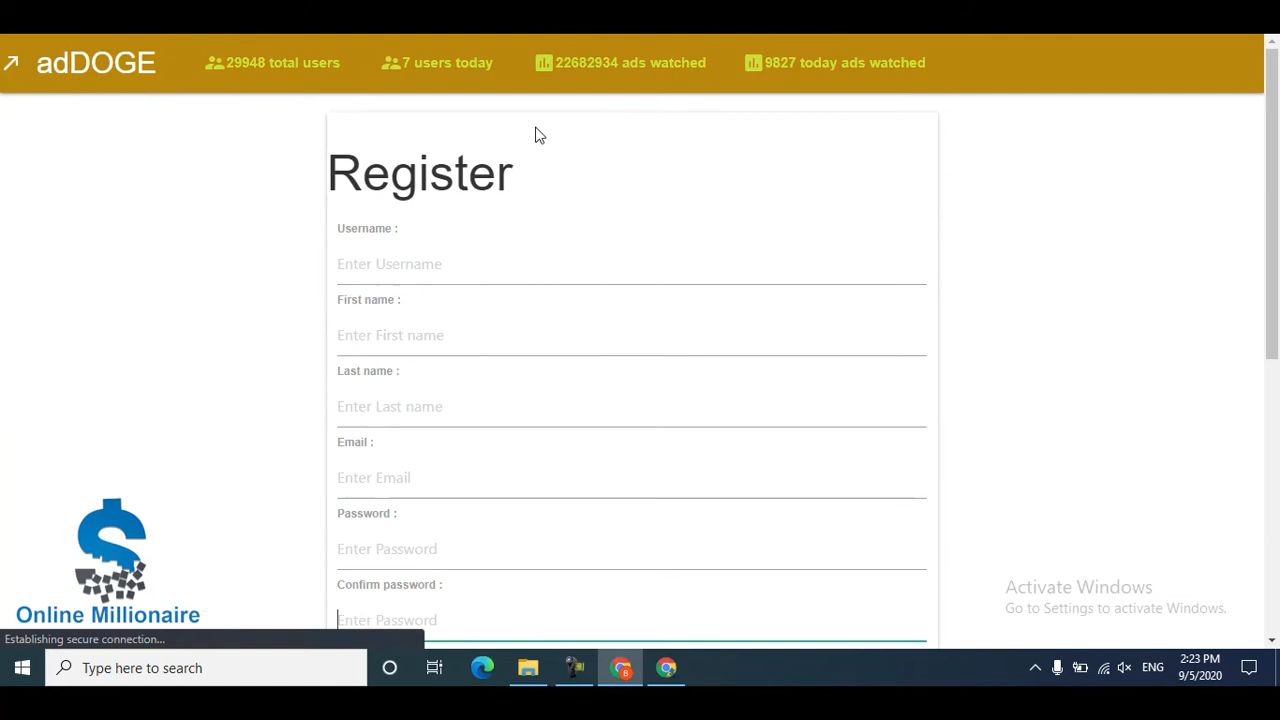 adDOGE
29948 total users
7 users today
22682934 ads watched
9827 today ads watched
Register
Username :
Enter Username
First name :
Enter First name
Last name :
Enter Last name
Email :
Enter Email
Password :
Enter Password
Confirm password :
Enter Password
Online Millionaire
Activate Windows
Go to Settings to activate Windows.
Establishing secure connection...
Type here to search
ENG
2:23 PM
9/5/2020